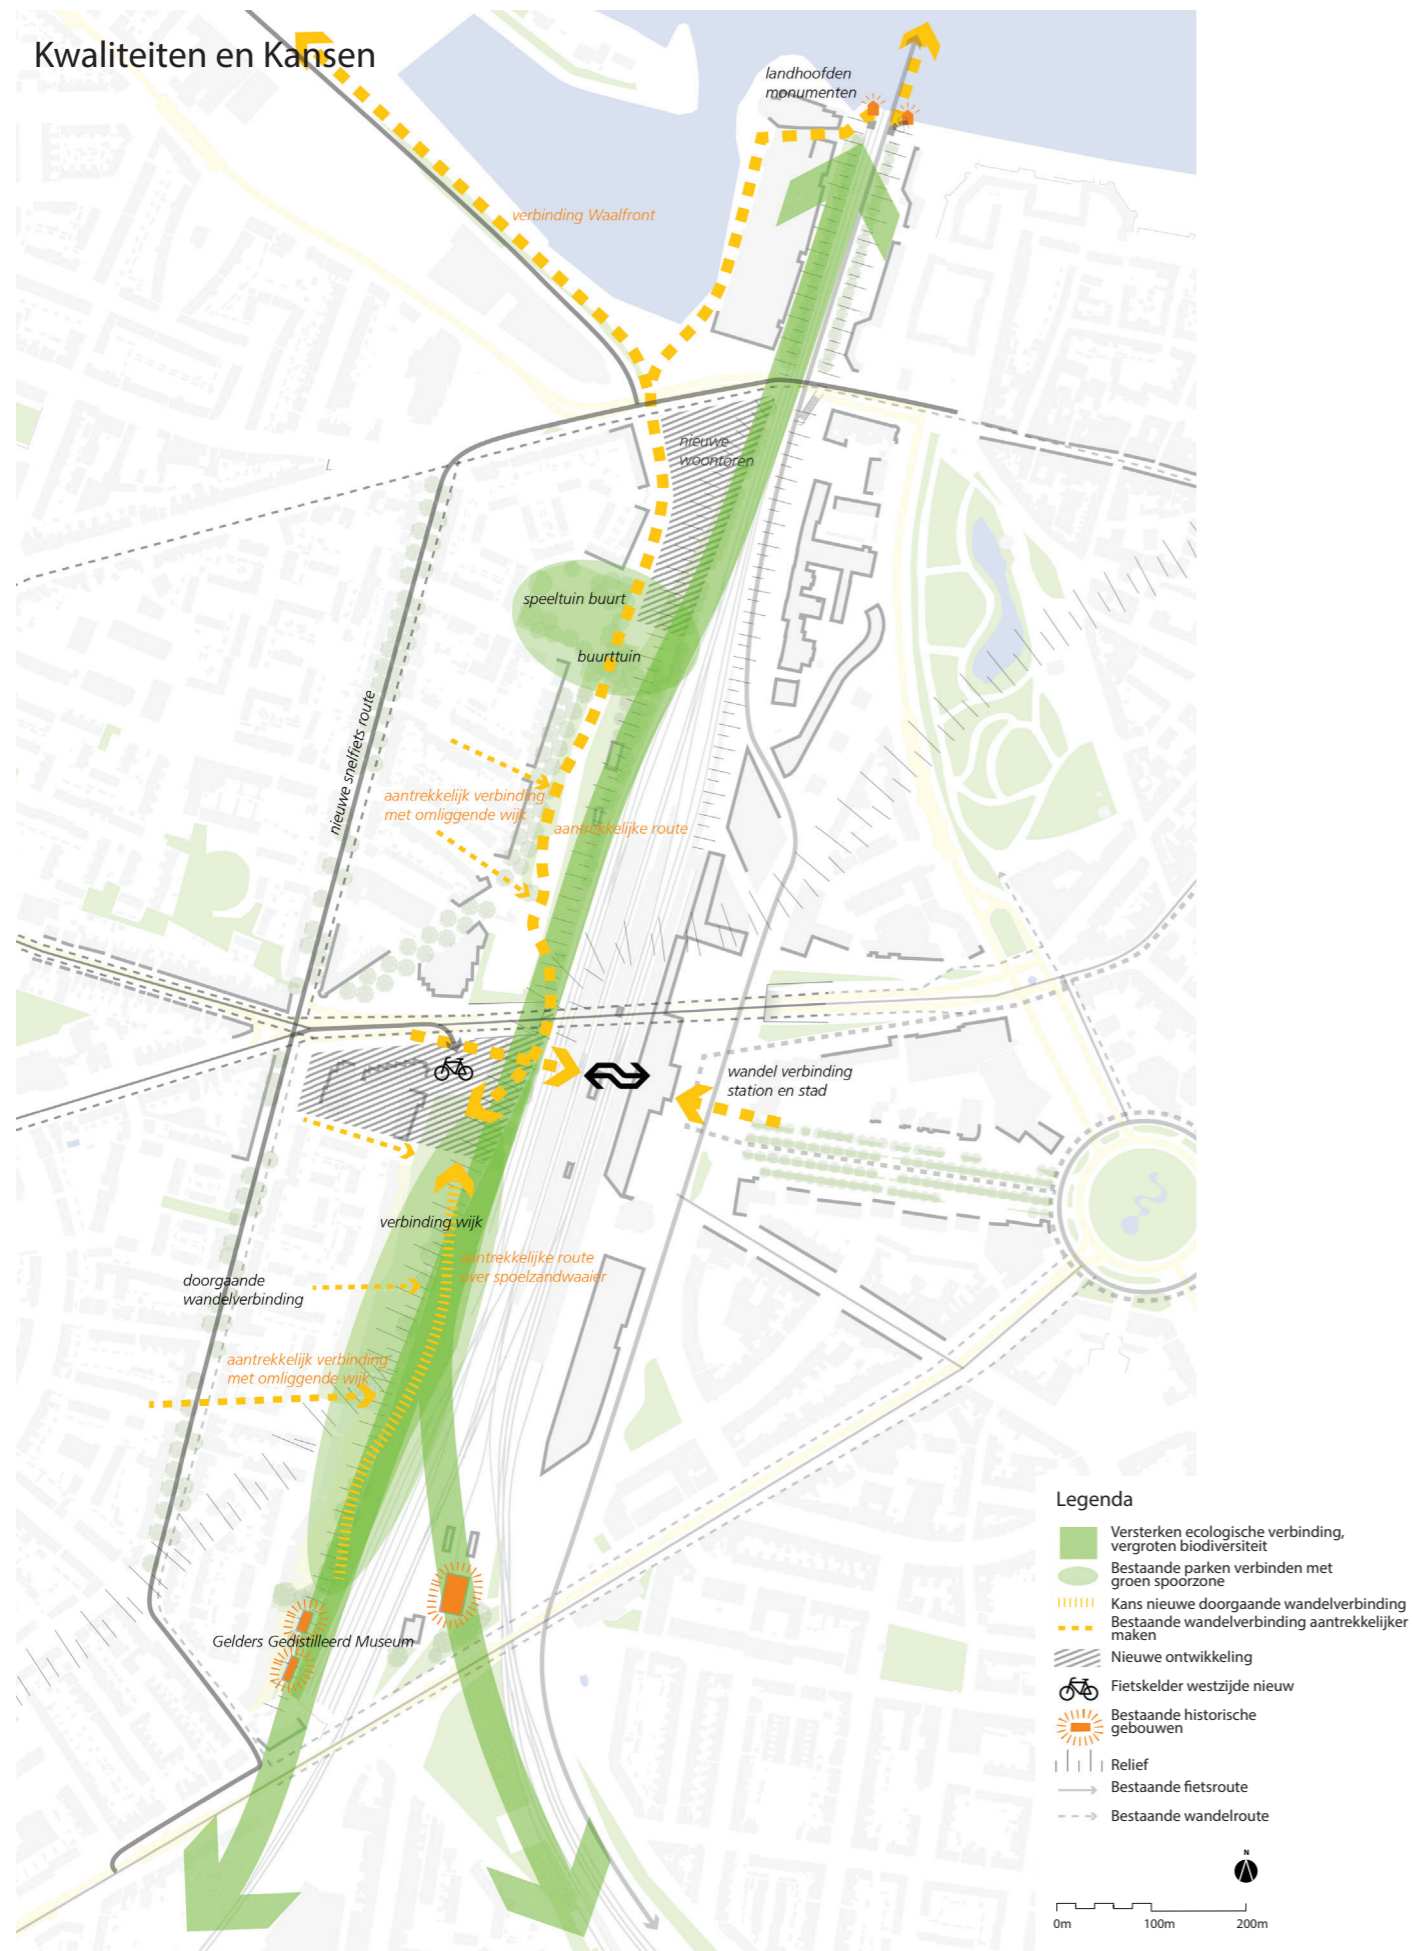 Kwaliteiten en Kansen
landhoofden
monumenten
verbinding Waalfront
nieuwe
woontoren
speeltuin buurt
buurttuin
nieuwe snelfiets route
aantrekkelijk verbinding
met omliggende wijk
aantrekkelijke route
wandel verbinding
station en stad
verbinding wijk
aantrekkelijke route
over spoelzandwaaier
doorgaande
wandelverbinding
aantrekkelijk verbinding
met omliggende wijk
Gelders Gedistilleerd Museum
Legenda
Versterken ecologische verbinding,
vergroten biodiversiteit
Bestaande parken verbinden met
groen spoorzone
Kans nieuwe doorgaande wandelverbinding
Bestaande wandelverbinding aantrekkelijker
maken
Nieuwe ontwikkeling
Fietskelder westzijde nieuw
Bestaande historische
gebouwen
Relief
Bestaande fietsroute
Bestaande wandelroute
N
0m 100m 200m